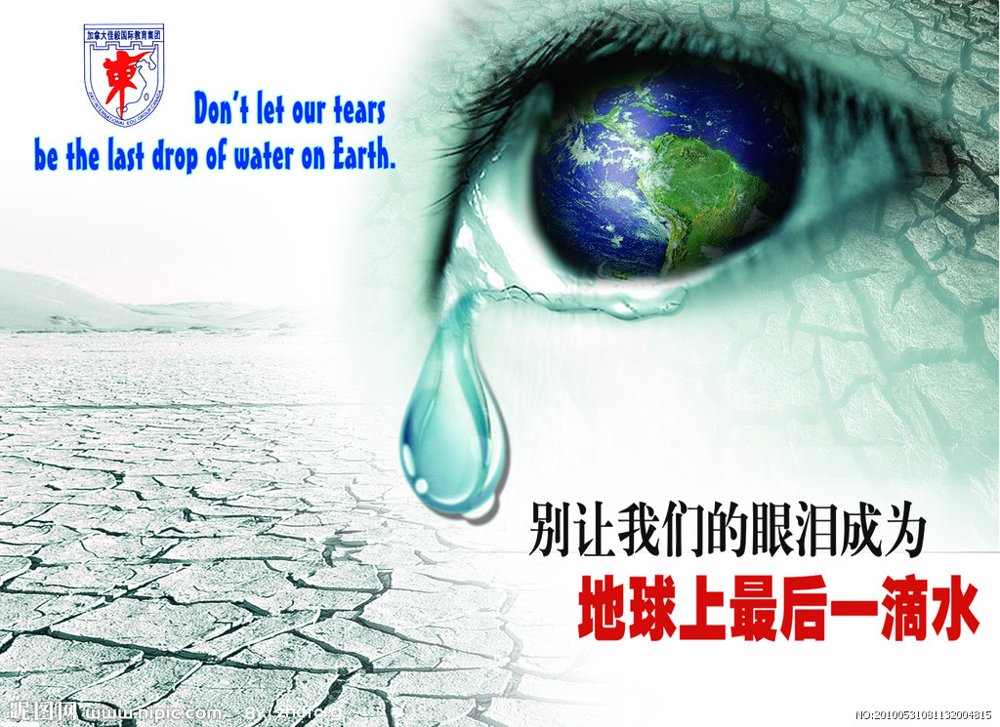 加拿大佳毅国际教育集团
Don't let our tears
be the last drop of water on Earth.
别让我们的眼泪成为
地球上最后一滴水
昵图网 www.nipic.com
NO:20100531081132004815